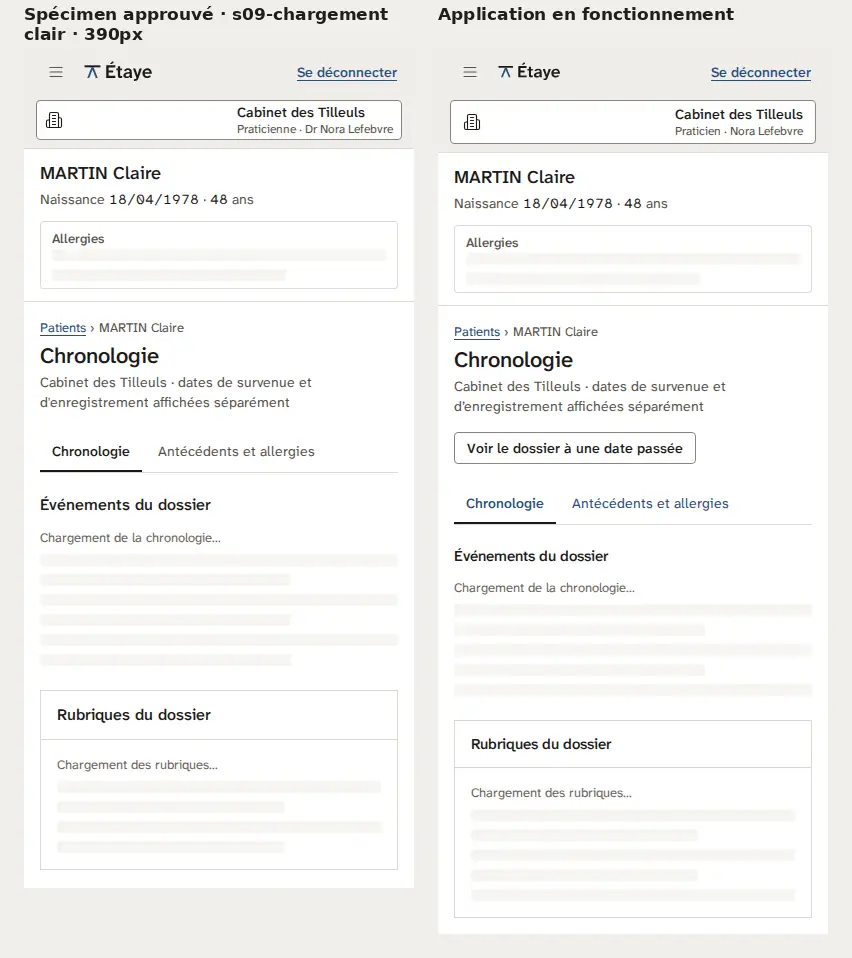 Spécimen approuvé · s09-chargement
clair · 390px
Étaye
Se déconnecter
Cabinet des Tilleuls
Praticienne · Dr Nora Lefebvre
MARTIN Claire
Naissance 18/04/1978 · 48 ans
Allergies
Patients › MARTIN Claire
Chronologie
Cabinet des Tilleuls · dates de survenue et
d'enregistrement affichées séparément
Chronologie
Antécédents et allergies
Événements du dossier
Chargement de la chronologie…
Rubriques du dossier
Chargement des rubriques…
Application en fonctionnement
Étaye
Se déconnecter
Cabinet des Tilleuls
Praticien · Nora Lefebvre
MARTIN Claire
Naissance 18/04/1978 · 48 ans
Allergies
Patients › MARTIN Claire
Chronologie
Cabinet des Tilleuls · dates de survenue et
d’enregistrement affichées séparément
Voir le dossier à une date passée
Chronologie
Antécédents et allergies
Événements du dossier
Chargement de la chronologie…
Rubriques du dossier
Chargement des rubriques…